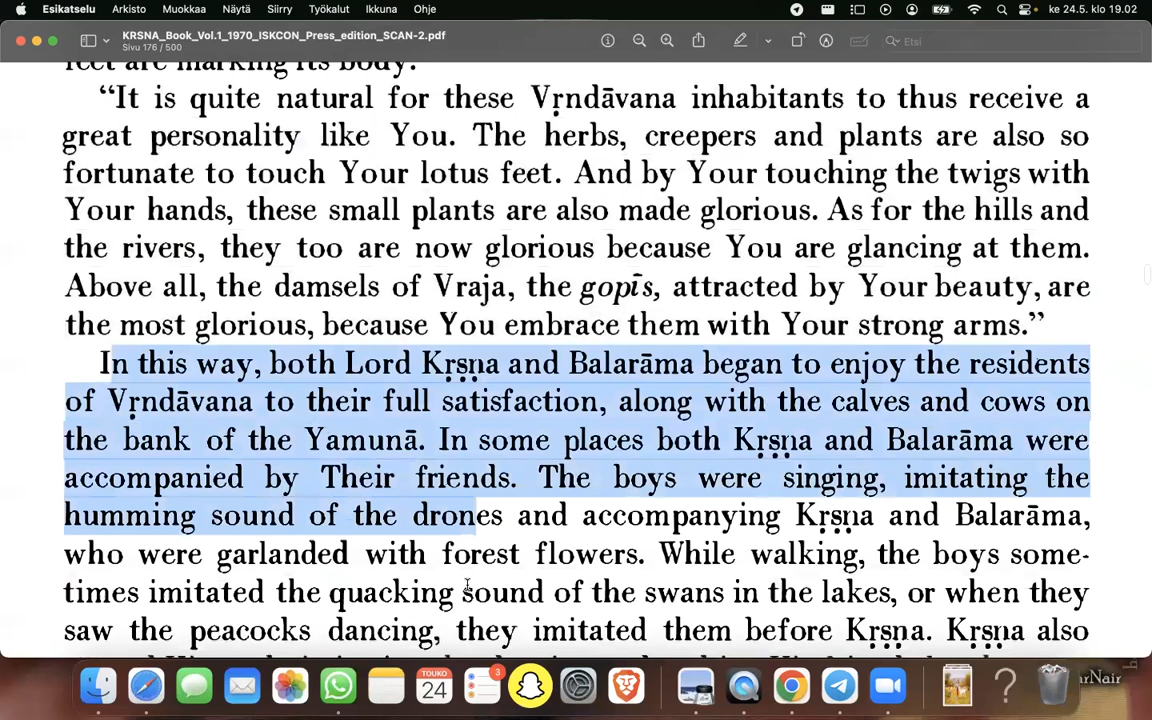 Esikatselu Arkisto Muokkaa Näytä Siirry Työkalut Ikkuna Ohje ke 24.5. klo 19.02
KRSNA_Book_Vol.1_1970_ISKCON_Press_edition_SCAN-2.pdf
Sivu 176 / 500
Etsi
feet are marking its body.
“It is quite natural for these Vṛndāvana inhabitants to thus receive a
great personality like You. The herbs, creepers and plants are also so
fortunate to touch Your lotus feet. And by Your touching the twigs with
Your hands, these small plants are also made glorious. As for the hills and
the rivers, they too are now glorious because You are glancing at them.
Above all, the damsels of Vraja, the gopīs, attracted by Your beauty, are
the most glorious, because You embrace them with Your strong arms.”
In this way, both Lord Kṛṣṇa and Balarāma began to enjoy the residents
of Vṛndāvana to their full satisfaction, along with the calves and cows on
the bank of the Yamunā. In some places both Kṛṣṇa and Balarāma were
accompanied by Their friends. The boys were singing, imitating the
humming sound of the drones and accompanying Kṛṣṇa and Balarāma,
who were garlanded with forest flowers. While walking, the boys some-
times imitated the quacking sound of the swans in the lakes, or when they
saw the peacocks dancing, they imitated them before Kṛṣṇa. Kṛṣṇa also
TOUKO
24
3